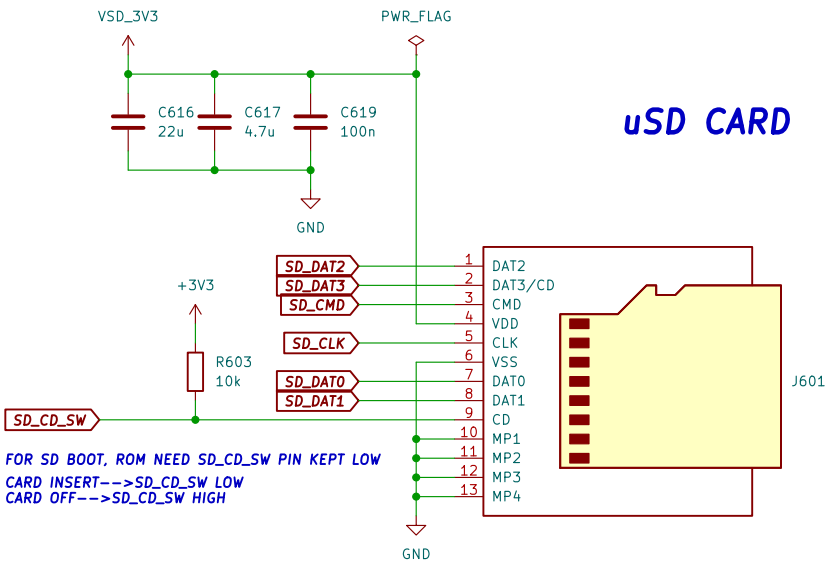 VSD_3V3
PWR_FLAG
C616
22u
C617
4.7u
C619
100n
uSD CARD
GND
SD_DAT2
1
DAT2
SD_DAT3
2
DAT3/CD
SD_CMD
3
CMD
4
VDD
SD_CLK
5
CLK
6
VSS
SD_DAT0
7
DAT0
SD_DAT1
8
DAT1
SD_CD_SW
9
CD
10
MP1
11
MP2
12
MP3
13
MP4
+3V3
R603
10k
J601
FOR SD BOOT, ROM NEED SD_CD_SW PIN KEPT LOW
CARD INSERT-->SD_CD_SW LOW
CARD OFF-->SD_CD_SW HIGH
GND